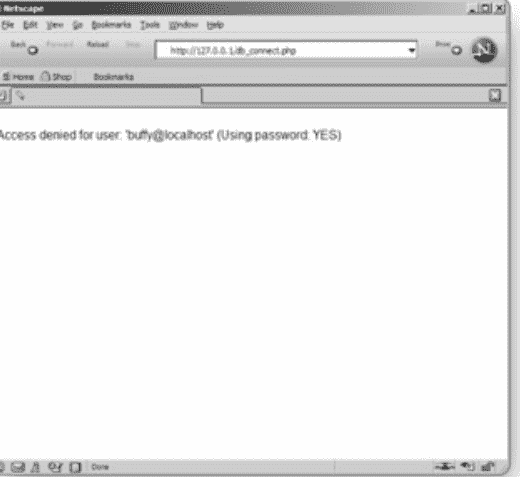 Netscape
File Edit View Go Bookmarks Tools Window Help
Back Forward Reload Stop http://127.0.0.1/db_connect.php Print N
Home Shop Bookmarks
Access denied for user: 'buffy@localhost' (Using password: YES)
Done